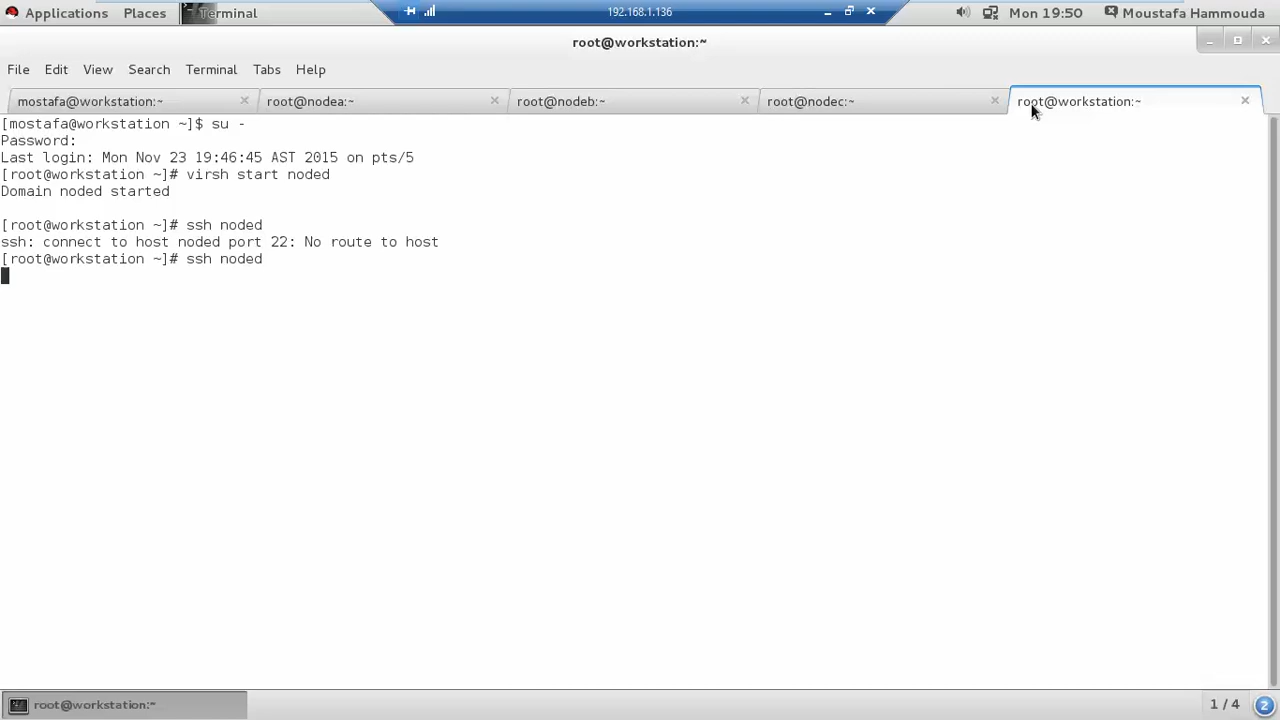 Applications Places Terminal 192.168.1.136 Mon 19:50 Moustafa Hammouda
root@workstation:~
File Edit View Search Terminal Tabs Help
mostafa@workstation:~ root@nodea:~ root@nodeb:~ root@nodec:~ root@workstation:~
[mostafa@workstation ~]$ su -
Password:
Last login: Mon Nov 23 19:46:45 AST 2015 on pts/5
[root@workstation ~]# virsh start noded
Domain noded started
[root@workstation ~]# ssh noded
ssh: connect to host noded port 22: No route to host
[root@workstation ~]# ssh noded
root@workstation:~ 1 / 4 2